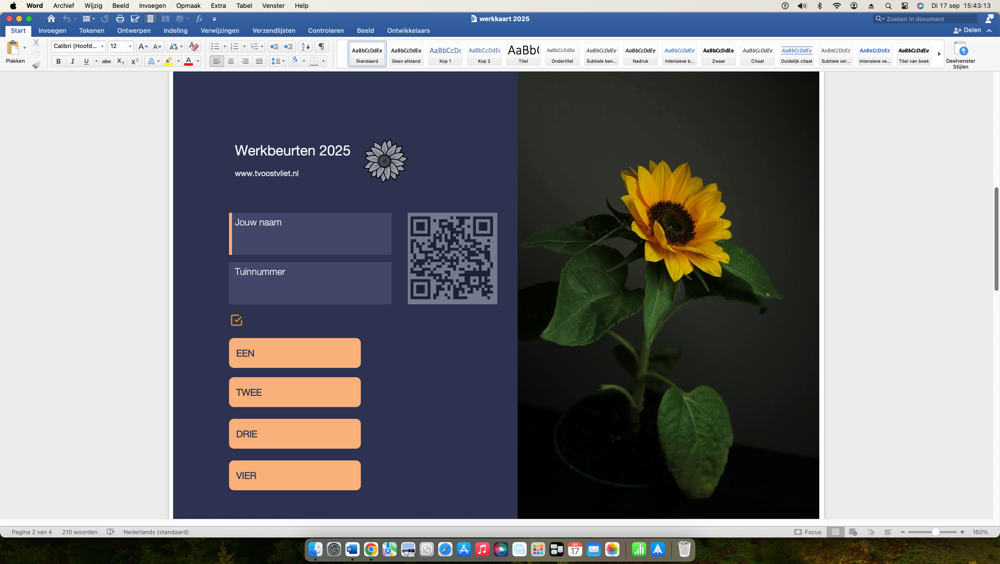 Word Archief Wijzig Beeld Invoegen Opmaak Extra Tabel Venster Help Di 17 sep 15:43:13
werkkaart 2025 Zoeken in document
Start Invoegen Tekenen Ontwerpen Indeling Verwijzingen Verzendlijsten Controleren Beeld Ontwikkelaars Delen
Plakken
Calibri (Hoofd... 12
AaBbCcDdEe AaBbCcDdEe AaBbCcDc AaBbCcDdEe AaBb( AaBbCcDdEe AaBbCcDdEe AaBbCcDdEe AaBbCcDdEe AaBbCcDdEe AaBbCcDdEe AaBbCcDdEe AaBbCcDdEe AaBbCcDdEe AaBbCcDdEe
Standaard Geen afstand Kop 1 Kop 2 Titel Ondertitel Subtiele ben... Nadruk Intensieve b... Zwaar Citaat Duidelijk citaat Subtiele ver... Intensieve ve... Titel van boek
Deelvenster
Stijlen
Werkbeurten 2025
www.tvoostvliet.nl
Jouw naam
Tuinnummer
EEN
TWEE
DRIE
VIER
Pagina 2 van 4 210 woorden Nederlands (standaard) Focus 160%
SEP
17